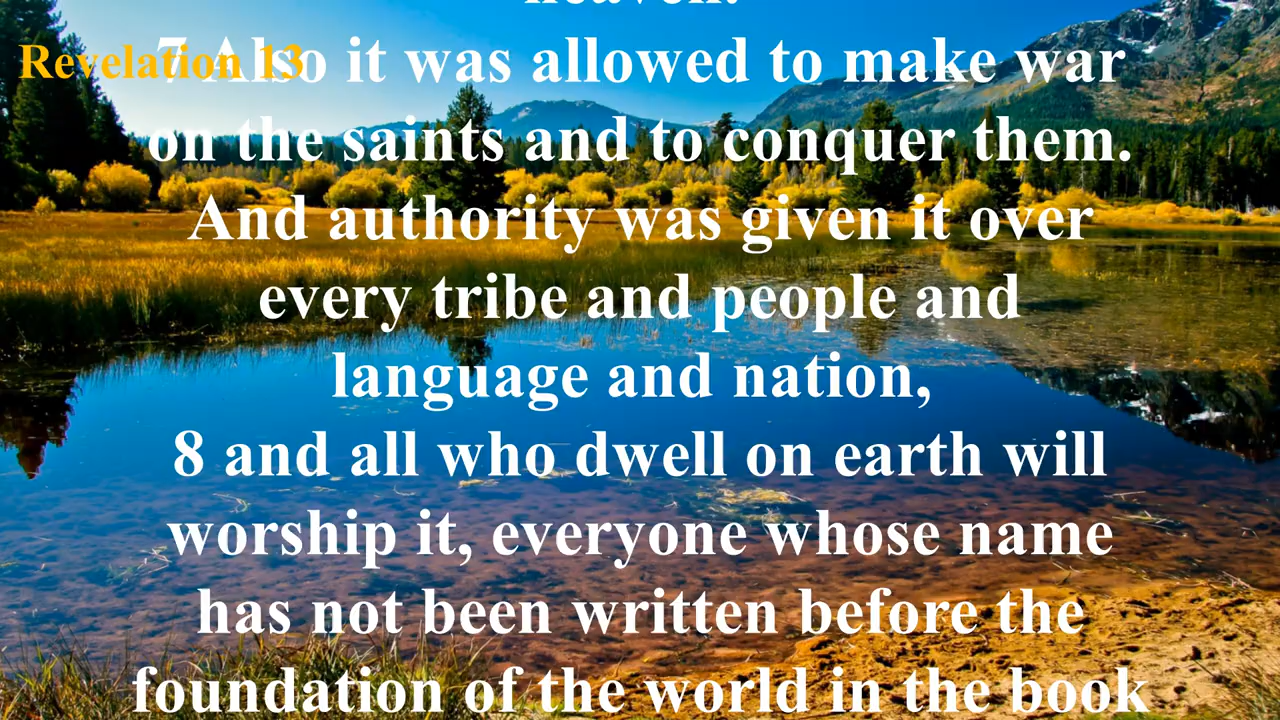 heaven.
Revelation 13
7 Also it was allowed to make war
on the saints and to conquer them.
And authority was given it over
every tribe and people and
language and nation,
8 and all who dwell on earth will
worship it, everyone whose name
has not been written before the
foundation of the world in the book